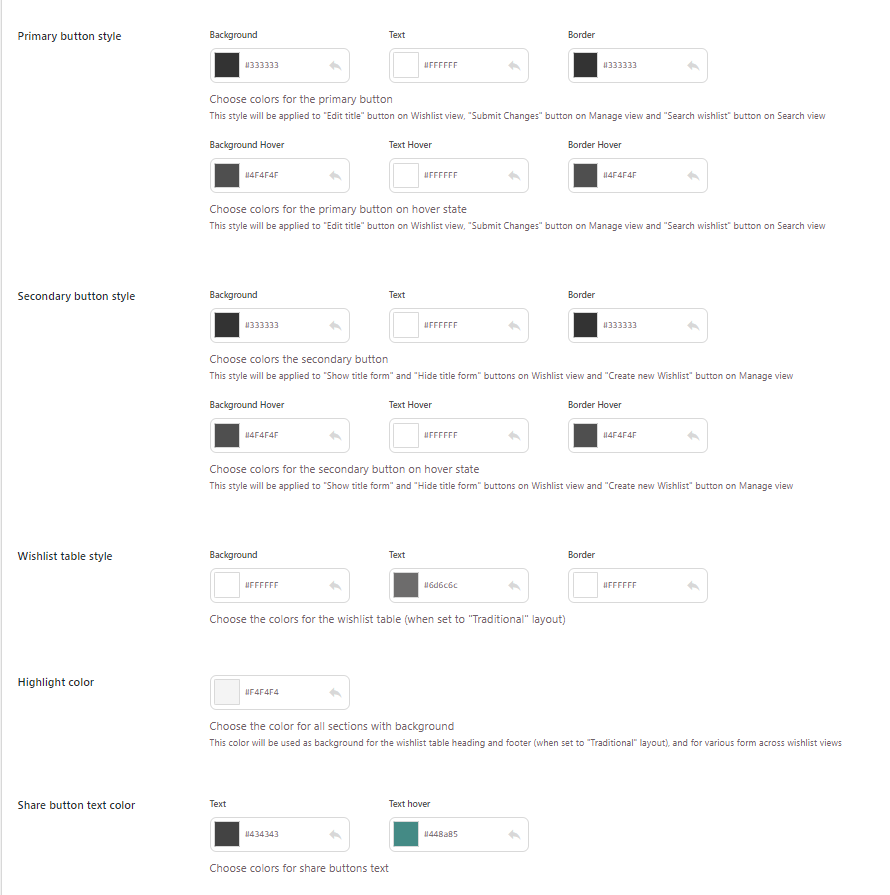 Primary button style
Background Text Border
#333333 #FFFFFF #333333
Choose colors for the primary button
This style will be applied to "Edit title" button on Wishlist view, "Submit Changes" button on Manage view and "Search wishlist" button on Search view
Background Hover Text Hover Border Hover
#4F4F4F #FFFFFF #4F4F4F
Choose colors for the primary button on hover state
This style will be applied to "Edit title" button on Wishlist view, "Submit Changes" button on Manage view and "Search wishlist" button on Search view
Secondary button style
Background Text Border
#333333 #FFFFFF #333333
Choose colors the secondary button
This style will be applied to "Show title form" and "Hide title form" buttons on Wishlist view and "Create new Wishlist" button on Manage view
Background Hover Text Hover Border Hover
#4F4F4F #FFFFFF #4F4F4F
Choose colors for the secondary button on hover state
This style will be applied to "Show title form" and "Hide title form" buttons on Wishlist view and "Create new Wishlist" button on Manage view
Wishlist table style
Background Text Border
#FFFFFF #6d6c6c #FFFFFF
Choose the colors for the wishlist table (when set to "Traditional" layout)
Highlight color
#F4F4F4
Choose the color for all sections with background
This color will be used as background for the wishlist table heading and footer (when set to "Traditional" layout), and for various form across wishlist views
Share button text color
Text Text hover
#434343 #448a85
Choose colors for share buttons text